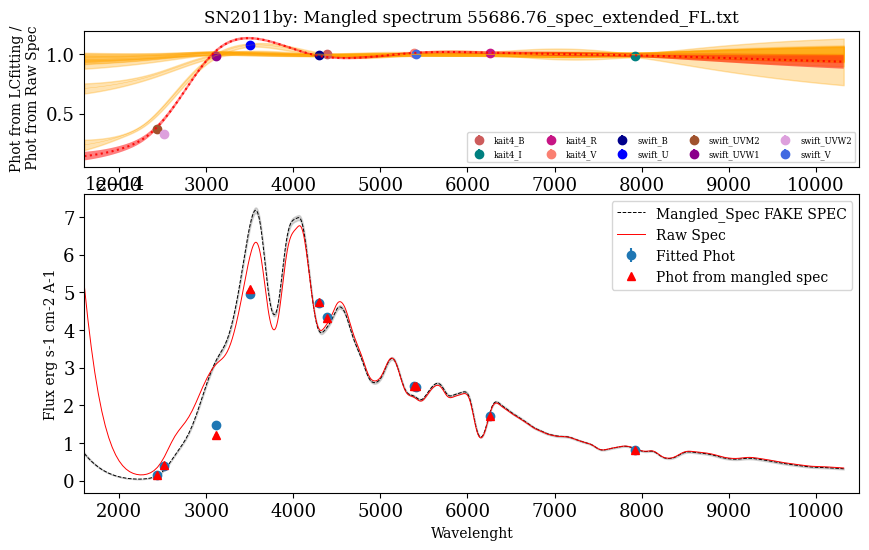 SN2011by: Mangled spectrum 55686.76_spec_extended_FL.txt
Phot from LCfitting /
Phot from Raw Spec
1.0
0.5
kait4_B kait4_R swift_B swift_UVM2 swift_UVW2
kait4_I kait4_V swift_U swift_UVW1 swift_V
2000 3000 4000 5000 6000 7000 8000 9000 10000
1e−14
Mangled_Spec FAKE SPEC
Raw Spec
Fitted Phot
Phot from mangled spec
Flux erg s-1 cm-2 A-1
7
6
5
4
3
2
1
0
2000 3000 4000 5000 6000 7000 8000 9000 10000
Wavelenght